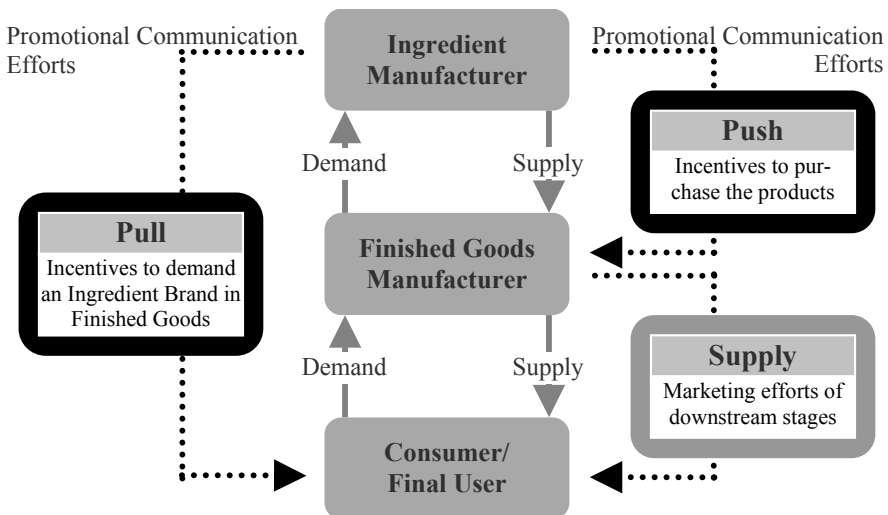 Promotional Communication
Efforts
Ingredient
Manufacturer
Promotional Communication
Efforts
Push
Incentives to pur-
chase the products
Demand
Supply
Pull
Incentives to demand
an Ingredient Brand in
Finished Goods
Finished Goods
Manufacturer
Demand
Supply
Supply
Marketing efforts of
downstream stages
Consumer/
Final User